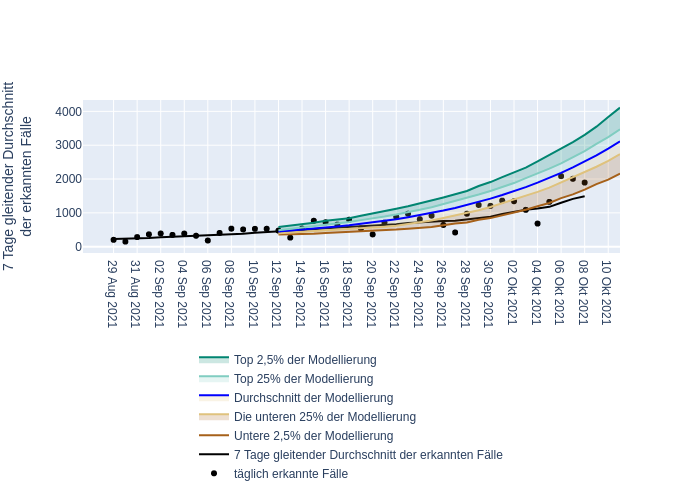 7 Tage gleitender Durchschnitt
der erkannten Fälle
4000
3000
2000
1000
0
29 Aug 2021
31 Aug 2021
02 Sep 2021
04 Sep 2021
06 Sep 2021
08 Sep 2021
10 Sep 2021
12 Sep 2021
14 Sep 2021
16 Sep 2021
18 Sep 2021
20 Sep 2021
22 Sep 2021
24 Sep 2021
26 Sep 2021
28 Sep 2021
30 Sep 2021
02 Okt 2021
04 Okt 2021
06 Okt 2021
08 Okt 2021
10 Okt 2021
Top 2,5% der Modellierung
Top 25% der Modellierung
Durchschnitt der Modellierung
Die unteren 25% der Modellierung
Untere 2,5% der Modellierung
7 Tage gleitender Durchschnitt der erkannten Fälle
täglich erkannte Fälle